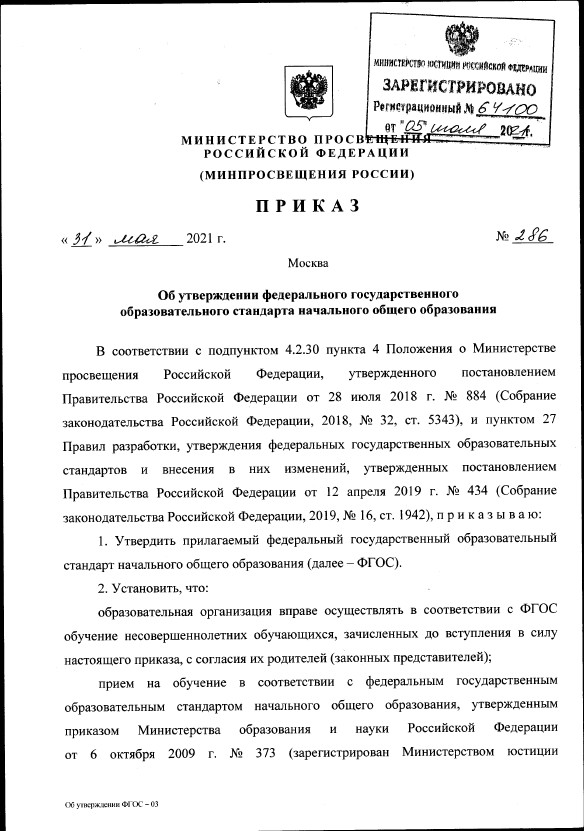 МИНИСТЕРСТВО ЮСТИЦИИ РОССИЙСКОЙ ФЕДЕРАЦИИ
ЗАРЕГИСТРИРОВАНО
Регистрационный № 64100
от "05" июля 2021г.
МИНИСТЕРСТВО ПРОСВЕЩЕНИЯ
РОССИЙСКОЙ ФЕДЕРАЦИИ
(МИНПРОСВЕЩЕНИЯ РОССИИ)
ПРИКАЗ
« 31 » мая 2021 г.
№ 286
Москва
Об утверждении федерального государственного
образовательного стандарта начального общего образования
В соответствии с подпунктом 4.2.30 пункта 4 Положения о Министерстве
просвещения Российской Федерации, утвержденного постановлением
Правительства Российской Федерации от 28 июля 2018 г. № 884 (Собрание
законодательства Российской Федерации, 2018, № 32, ст. 5343), и пунктом 27
Правил разработки, утверждения федеральных государственных образовательных
стандартов и внесения в них изменений, утвержденных постановлением
Правительства Российской Федерации от 12 апреля 2019 г. № 434 (Собрание
законодательства Российской Федерации, 2019, № 16, ст. 1942), п р и к а з ы в а ю:
1. Утвердить прилагаемый федеральный государственный образовательный
стандарт начального общего образования (далее – ФГОС).
2. Установить, что:
образовательная организация вправе осуществлять в соответствии с ФГОС
обучение несовершеннолетних обучающихся, зачисленных до вступления в силу
настоящего приказа, с согласия их родителей (законных представителей);
прием на обучение в соответствии с федеральным государственным
образовательным стандартом начального общего образования, утвержденным
приказом Министерства образования и науки Российской Федерации
от 6 октября 2009 г. № 373 (зарегистрирован Министерством юстиции
Об утверждении ФГОС – 03